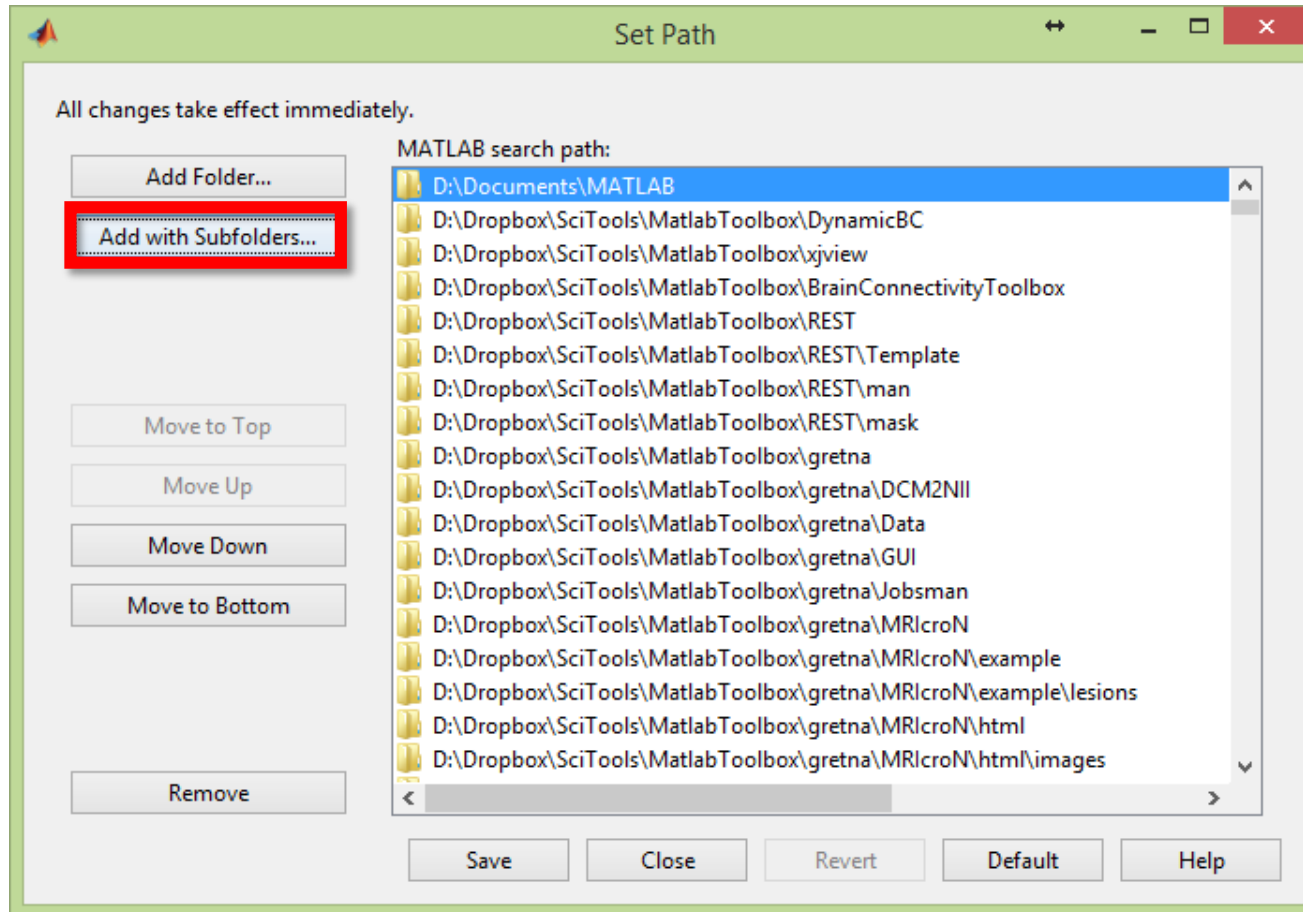 Set Path
All changes take effect immediately.
MATLAB search path:
Add Folder...
Add with Subfolders...
Move to Top
Move Up
Move Down
Move to Bottom
Remove
D:\Documents\MATLAB
D:\Dropbox\SciTools\MatlabToolbox\DynamicBC
D:\Dropbox\SciTools\MatlabToolbox\xjview
D:\Dropbox\SciTools\MatlabToolbox\BrainConnectivityToolbox
D:\Dropbox\SciTools\MatlabToolbox\REST
D:\Dropbox\SciTools\MatlabToolbox\REST\Template
D:\Dropbox\SciTools\MatlabToolbox\REST\man
D:\Dropbox\SciTools\MatlabToolbox\REST\mask
D:\Dropbox\SciTools\MatlabToolbox\gretna
D:\Dropbox\SciTools\MatlabToolbox\gretna\DCM2NII
D:\Dropbox\SciTools\MatlabToolbox\gretna\Data
D:\Dropbox\SciTools\MatlabToolbox\gretna\GUI
D:\Dropbox\SciTools\MatlabToolbox\gretna\Jobsman
D:\Dropbox\SciTools\MatlabToolbox\gretna\MRIcroN
D:\Dropbox\SciTools\MatlabToolbox\gretna\MRIcroN\example
D:\Dropbox\SciTools\MatlabToolbox\gretna\MRIcroN\example\lesions
D:\Dropbox\SciTools\MatlabToolbox\gretna\MRIcroN\html
D:\Dropbox\SciTools\MatlabToolbox\gretna\MRIcroN\html\images
Save
Close
Revert
Default
Help